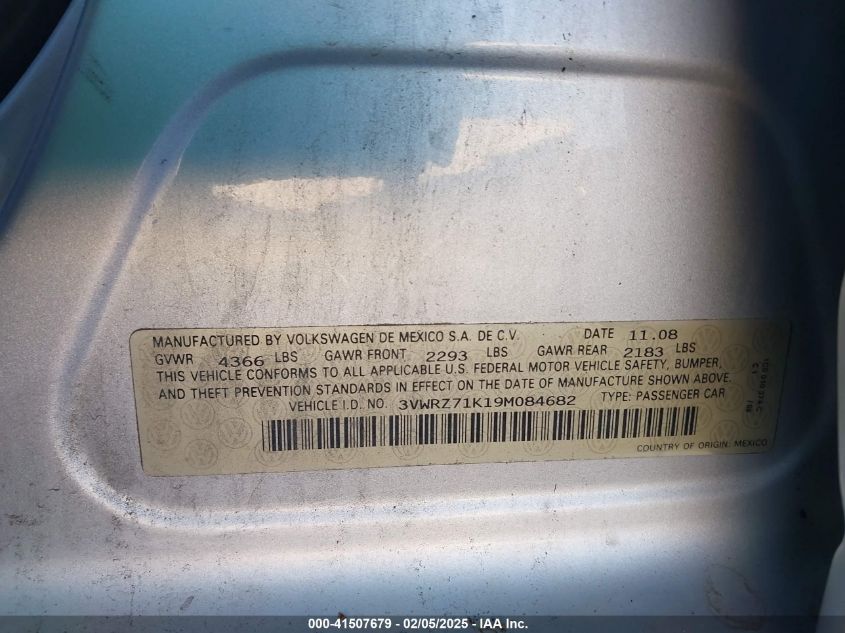 MANUFACTURED BY VOLKSWAGEN DE MEXICO S.A. DE C.V. DATE 11.08
GVWR 4366 LBS GAWR FRONT 2293 LBS GAWR REAR 2183 LBS
THIS VEHICLE CONFORMS TO ALL APPLICABLE U.S. FEDERAL MOTOR VEHICLE SAFETY, BUMPER,
AND THEFT PREVENTION STANDARDS IN EFFECT ON THE DATE OF MANUFACTURE SHOWN ABOVE.
VEHICLE I.D. NO. 3VWRZ71K19M084682 TYPE: PASSENGER CAR
COUNTRY OF ORIGIN: MEXICO
000-41507679 - 02/05/2025 - IAA Inc.